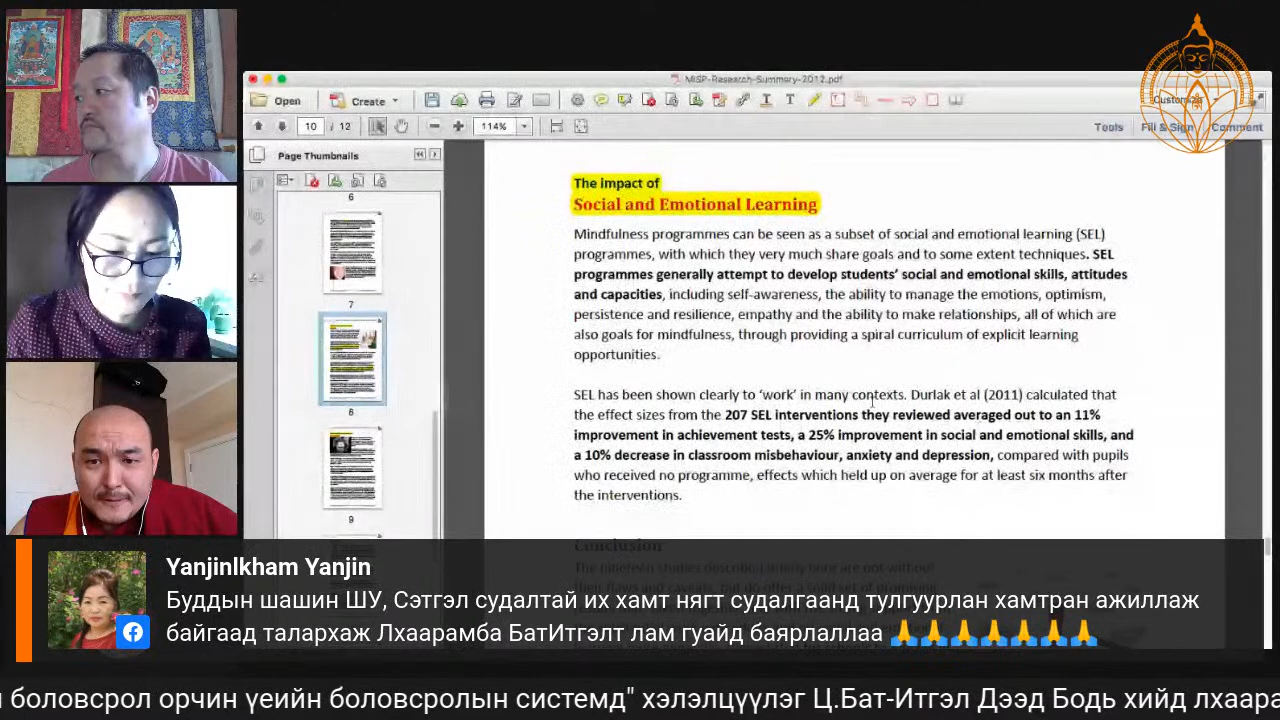 MiSP-Research-Summary-2012.pdf
Open
Create
Customize
10 / 12
114%
Tools
Fill & Sign
Comment
Page Thumbnails
6
7
8
9
The impact of
Social and Emotional Learning
Mindfulness programmes can be seen as a subset of social and emotional learning (SEL)
programmes, with which they very much share goals and to some extent techniques. SEL
programmes generally attempt to develop students’ social and emotional skills, attitudes
and capacities, including self-awareness, the ability to manage the emotions, optimism,
persistence and resilience, empathy and the ability to make relationships, all of which are
also goals for mindfulness, through providing a spiral curriculum of explicit learning
opportunities.
SEL has been shown clearly to ‘work’ in many contexts. Durlak et al (2011) calculated that
the effect sizes from the 207 SEL interventions they reviewed averaged out to an 11%
improvement in achievement tests, a 25% improvement in social and emotional skills, and
a 10% decrease in classroom misbehaviour, anxiety and depression, compared with pupils
who received no programme, effects which held up on average for at least six months after
the interventions.
Conclusion
Yanjinlkham Yanjin
Буддын шашин ШУ, Сэтгэл судлалтай их хамт нягт судалгаанд тулгуурлан хамтран ажиллаж
байгаад талархаж Лхаарамба БатИтгэлт лам гуайд баярлаллаа 🙏🙏🙏🙏🙏🙏🙏
боловсрол орчин үеийн боловсролын системд" хэлэлцүүлэг Ц.Бат-Итгэл Дээд Бодь хийд лхаара